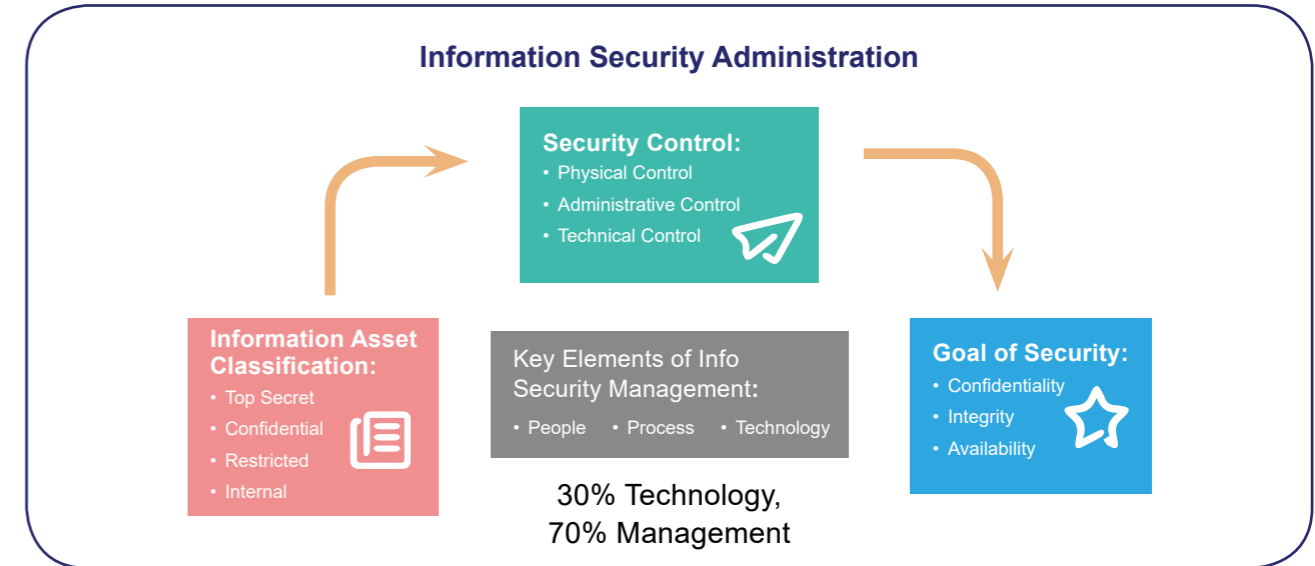 Information Security Administration
Security Control:
• Physical Control
• Administrative Control
• Technical Control
Information Asset
Classification:
• Top Secret
• Confidential
• Restricted
• Internal
Key Elements of Info
Security Management:
• People • Process • Technology
30% Technology,
70% Management
Goal of Security:
• Confidentiality
• Integrity
• Availability